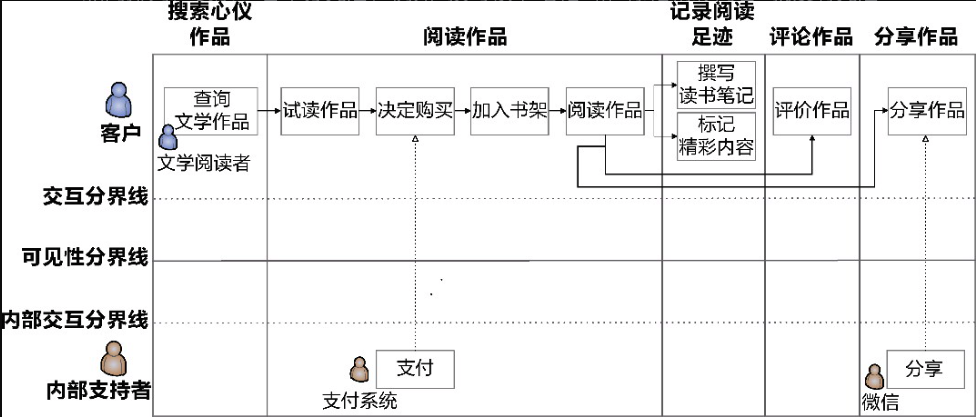 搜索心仪
作品
阅读作品
记录阅读
足迹
评论作品
分享作品
客户
查询
文学作品
文学阅读者
试读作品
决定购买
加入书架
阅读作品
撰写
读书笔记
标记
精彩内容
评价作品
分享作品
交互分界线
可见性分界线
内部交互分界线
内部支持者
支付
支付系统
分享
微信